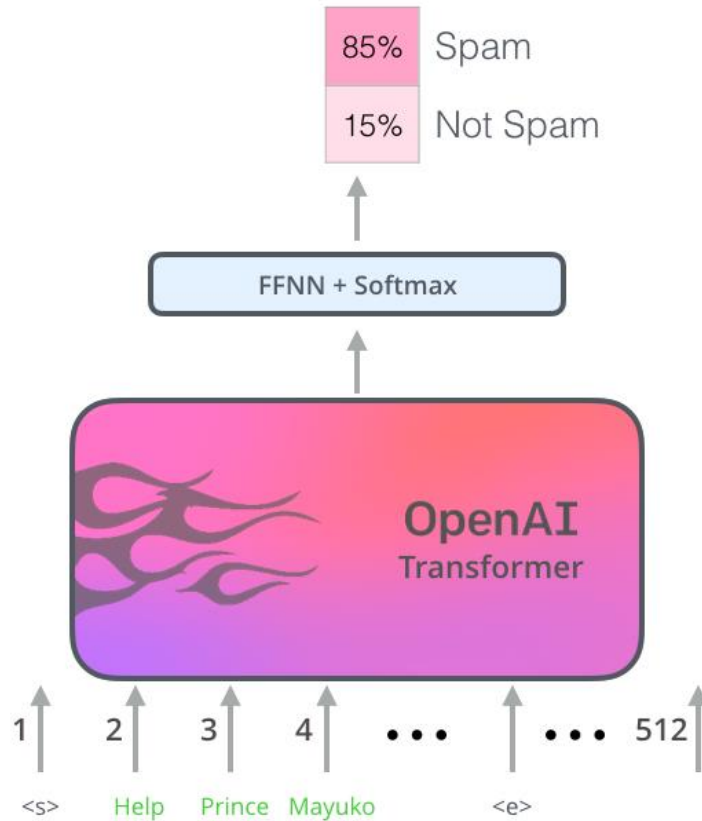 85% Spam
15% Not Spam
FFNN + Softmax
OpenAI
Transformer
1 2 3 4 ••• ••• 512
<s> Help Prince Mayuko <e>